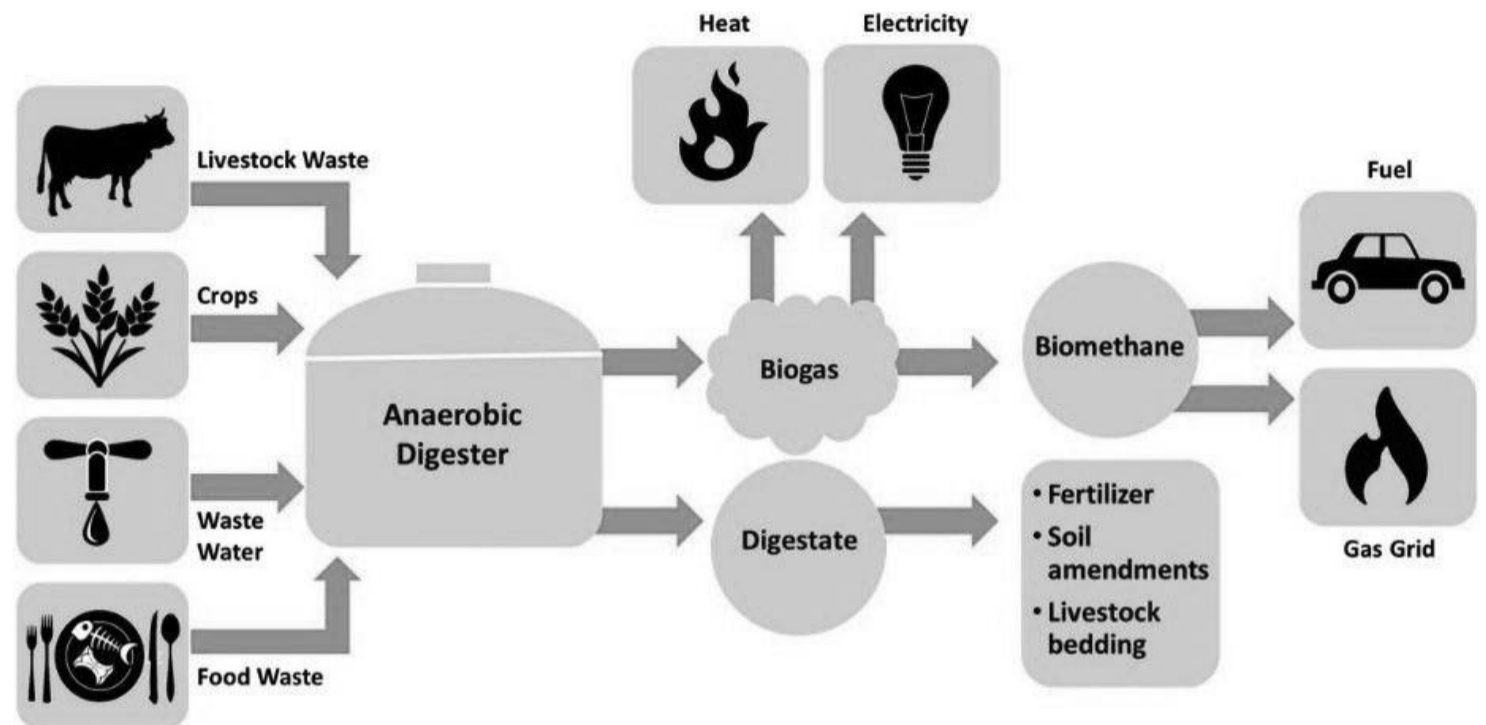 Heat
Electricity
Livestock Waste
Fuel
Crops
Biomethane
Biogas
Anaerobic
Digester
Waste
Water
Digestate
• Fertilizer
• Soil
amendments
• Livestock
bedding
Gas Grid
Food Waste